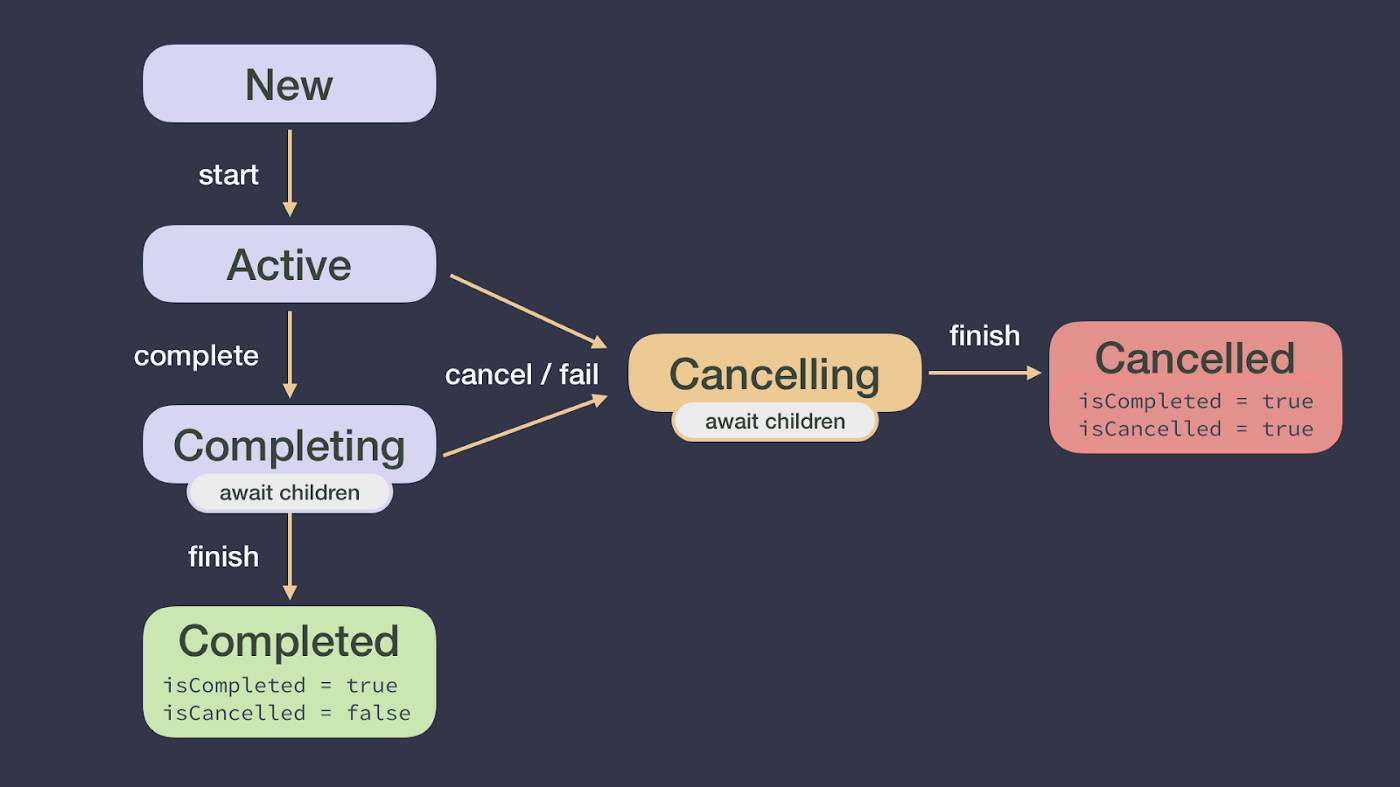 New
start
Active
complete
cancel / fail
Completing
await children
finish
Completed
isCompleted = true
isCancelled = false
Cancelling
await children
finish
Cancelled
isCompleted = true
isCancelled = true